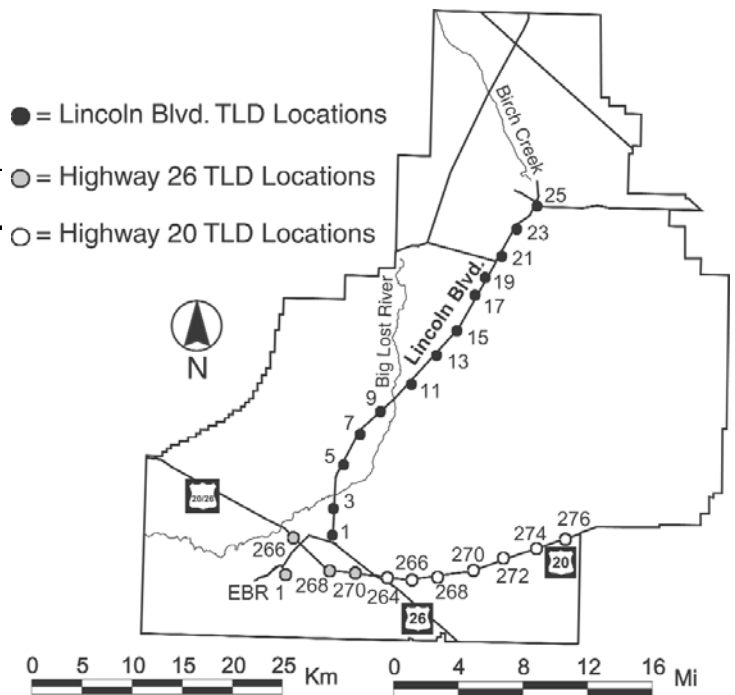 Birch Creek
= Lincoln Blvd. TLD Locations
= Highway 26 TLD Locations
= Highway 20 TLD Locations
25
23
21
19
17
15
13
11
9
7
5
3
1
Lincoln Blvd.
Big Lost River
N
20/26
266
268
270
264
266
268
270
272
274
276
20
EBR 1
26
0 5 10 15 20 25 Km
0 4 8 12 16 Mi